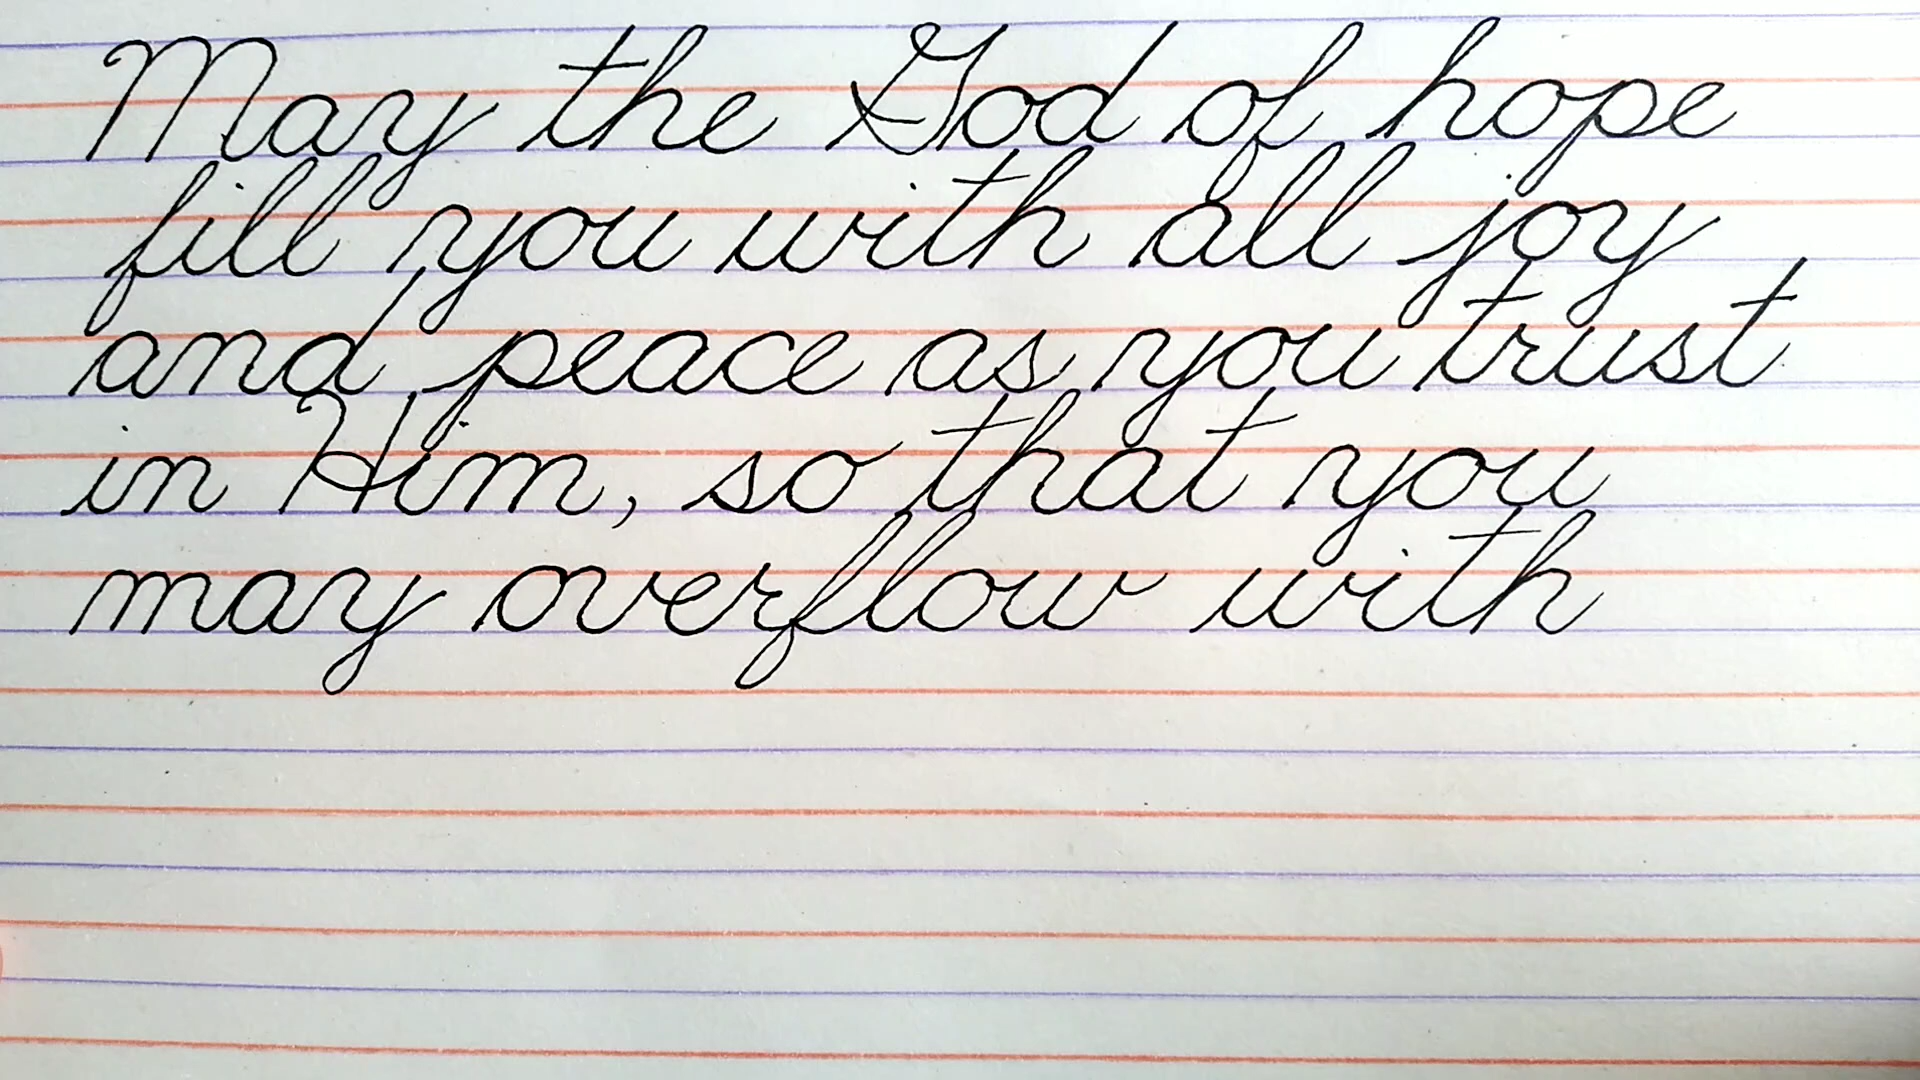 May the God of hope
fill you with all joy
and peace as you trust
in Him, so that you
may overflow with